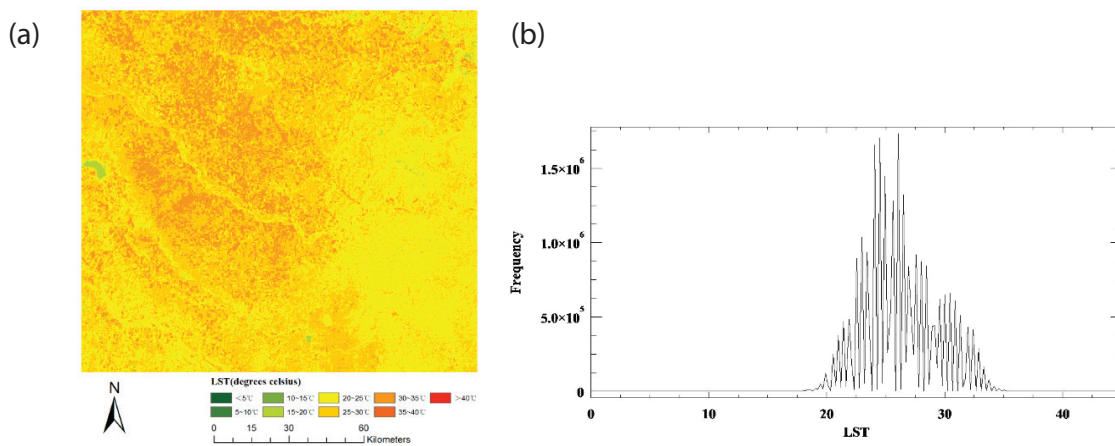 (a)
N
LST(degrees celsius)
<5℃ 10~15℃ 20~25℃ 30~35℃ >40℃
5~10℃ 15~20℃ 25~30℃ 35~40℃
0 15 30 60
Kilometers
(b)
Frequency
1.5×10⁶
1.0×10⁶
5.0×10⁵
0
0 10 20 30 40
LST